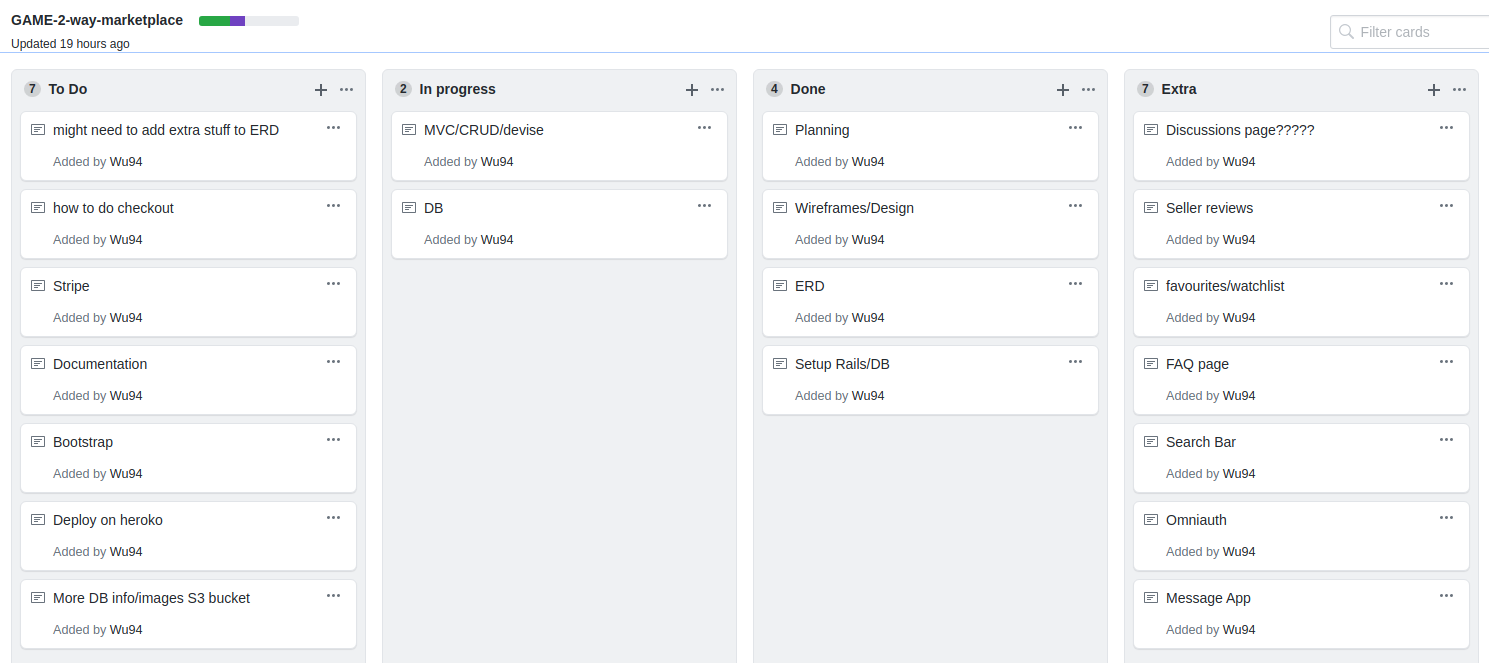 GAME-2-way-marketplace
Updated 19 hours ago
Filter cards
7 To Do
might need to add extra stuff to ERD
Added by Wu94
how to do checkout
Added by Wu94
Stripe
Added by Wu94
Documentation
Added by Wu94
Bootstrap
Added by Wu94
Deploy on heroko
Added by Wu94
More DB info/images S3 bucket
Added by Wu94
2 In progress
MVC/CRUD/devise
Added by Wu94
DB
Added by Wu94
4 Done
Planning
Added by Wu94
Wireframes/Design
Added by Wu94
ERD
Added by Wu94
Setup Rails/DB
Added by Wu94
7 Extra
Discussions page?????
Added by Wu94
Seller reviews
Added by Wu94
favourites/watchlist
Added by Wu94
FAQ page
Added by Wu94
Search Bar
Added by Wu94
Omniauth
Added by Wu94
Message App
Added by Wu94